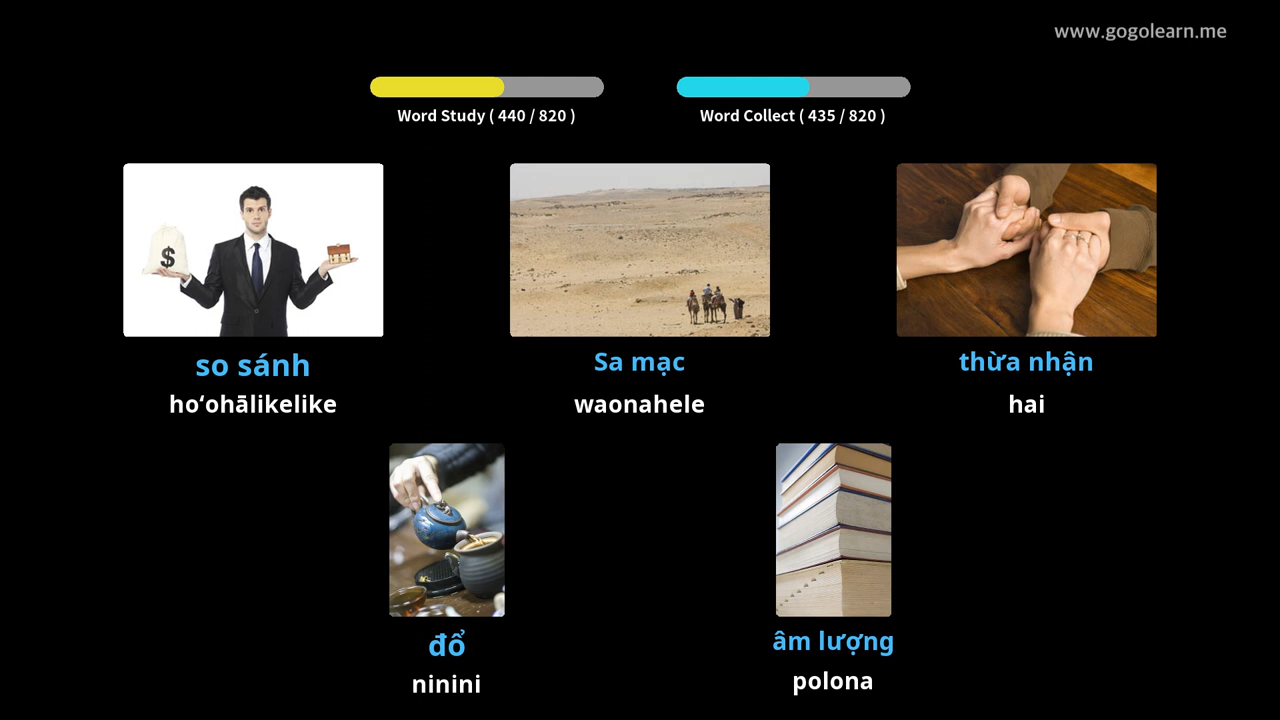 www.gogolearn.me
Word Study ( 440 / 820 )
Word Collect ( 435 / 820 )
so sánh
hoʻohālikelike
Sa mạc
waonahele
thừa nhận
hai
đổ
ninini
âm lượng
polona